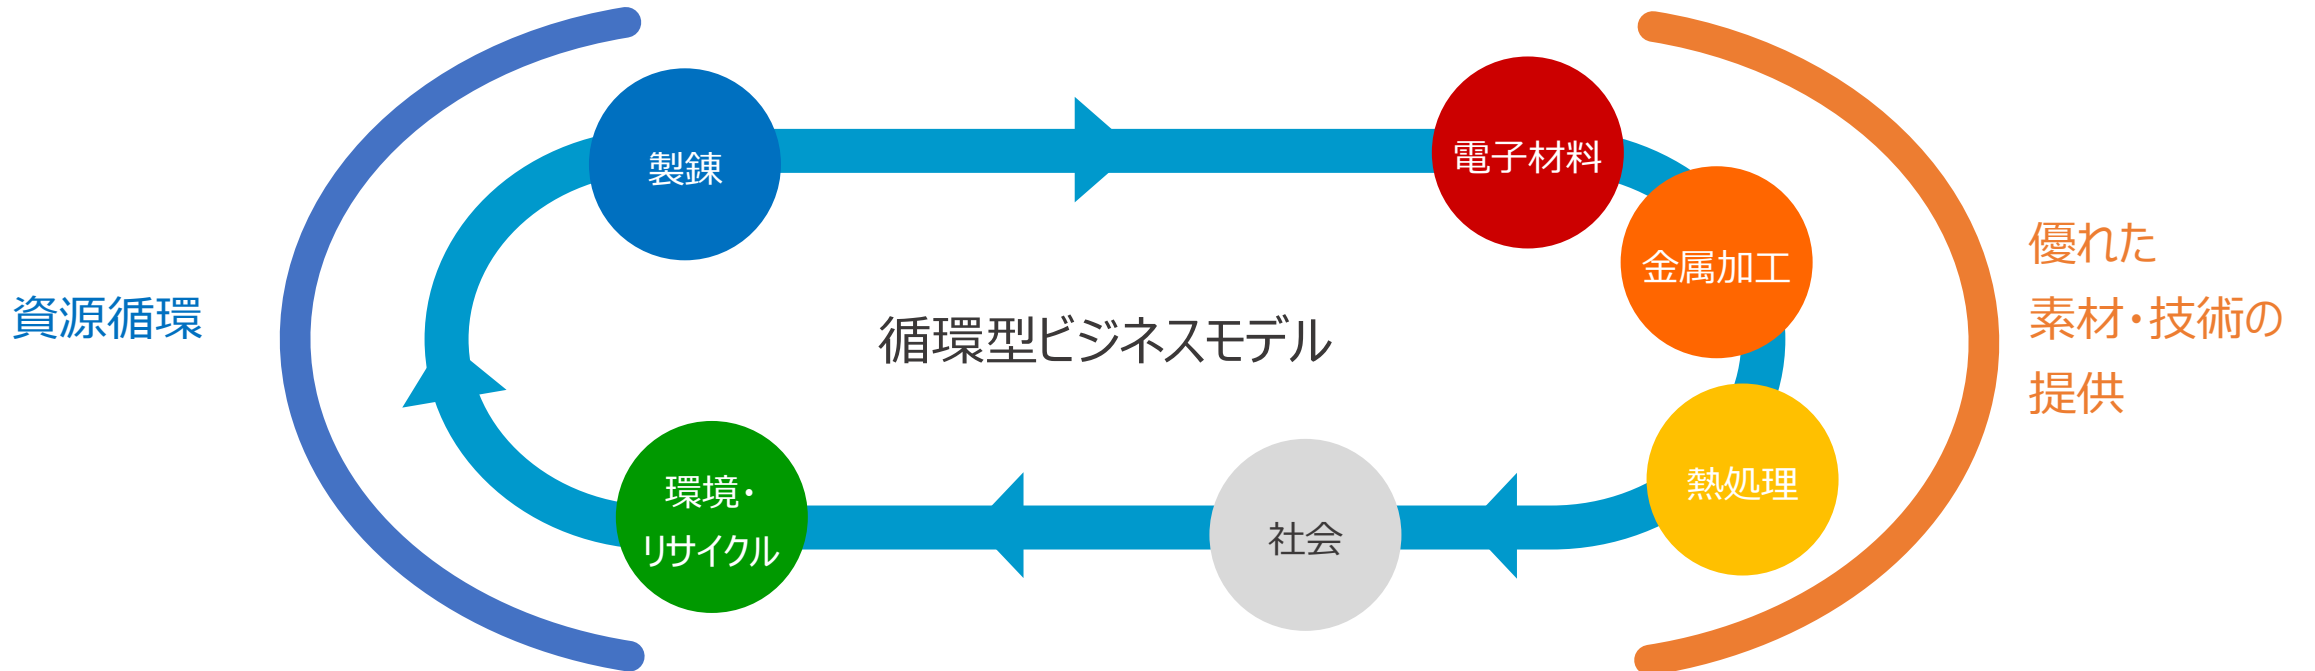 製錬
電子材料
金属加工
優れた
素材・技術の
提供
資源循環
循環型ビジネスモデル
熱処理
社会
環境・
リサイクル